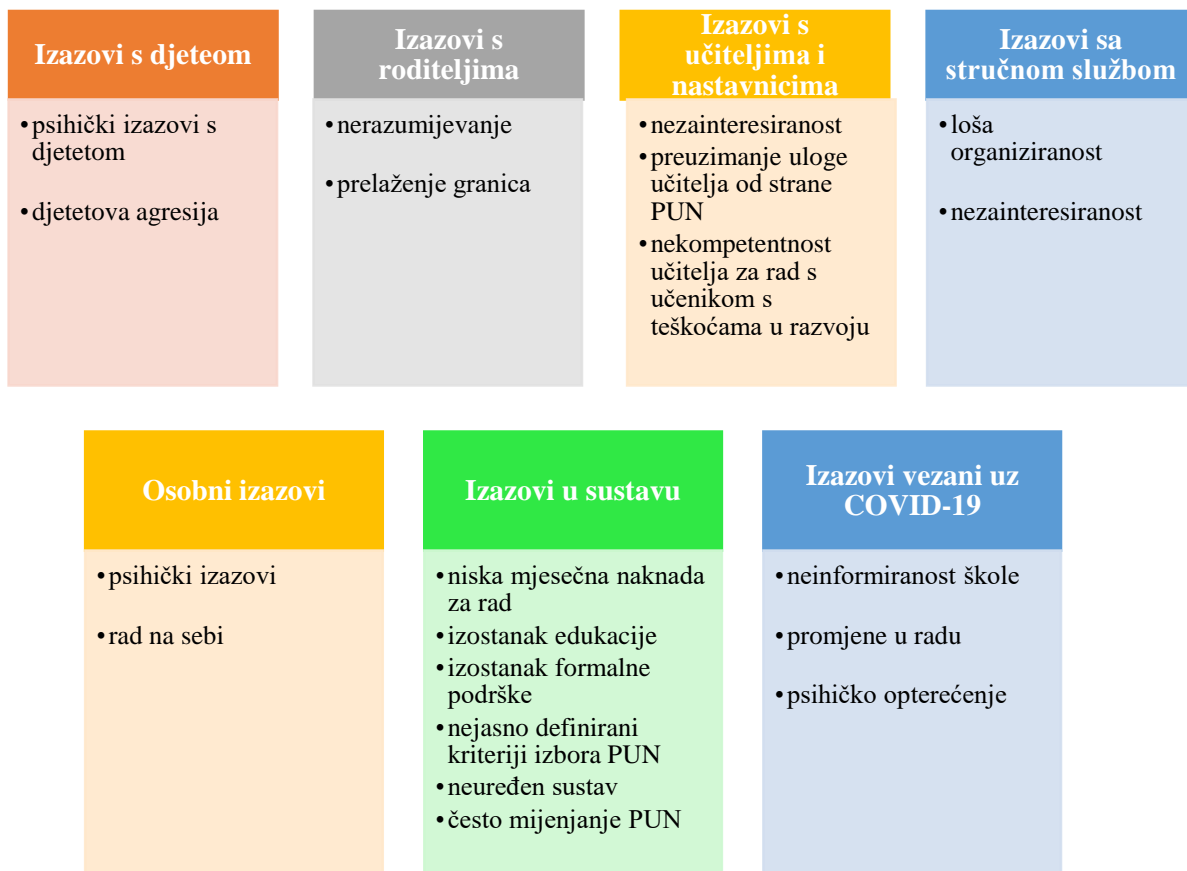 Izazovi s djeteom
• psihički izazovi s
djetetom
• djetetova agresija
Izazovi s
roditeljima
• nerazumijevanje
• prelaženje granica
Izazovi s
učiteljima i
nastavnicima
• nezainteresiranost
• preuzimanje uloge
učitelja od strane
PUN
• nekompetentnost
učitelja za rad s
učenikom s
teškoćama u razvoju
Izazovi sa
stručnom službom
• loša
organiziranost
• nezainteresiranost
Osobni izazovi
• psihički izazovi
• rad na sebi
Izazovi u sustavu
• niska mjesečna naknada
za rad
• izostanak edukacije
• izostanak formalne
podrške
• nejasno definirani
kriteriji izbora PUN
• neuređen sustav
• često mijenjanje PUN
Izazovi vezani uz
COVID-19
• neinformiranost škole
• promjene u radu
• psihičko opterećenje